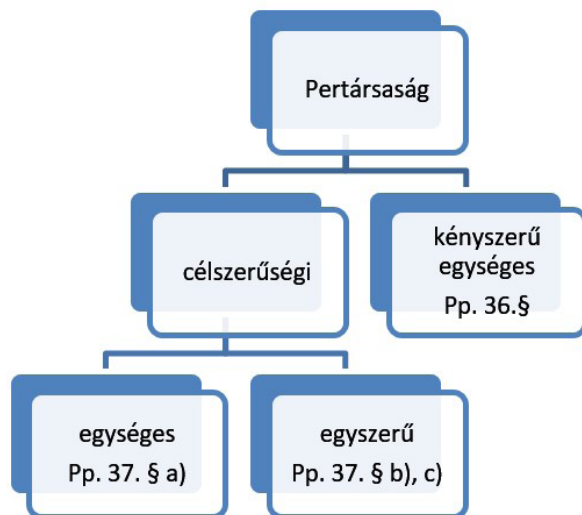 Pertársaság
célszerűségi
kényszerű
egységes
Pp. 36.§
egységes
Pp. 37. § a)
egyszerű
Pp. 37. § b), c)